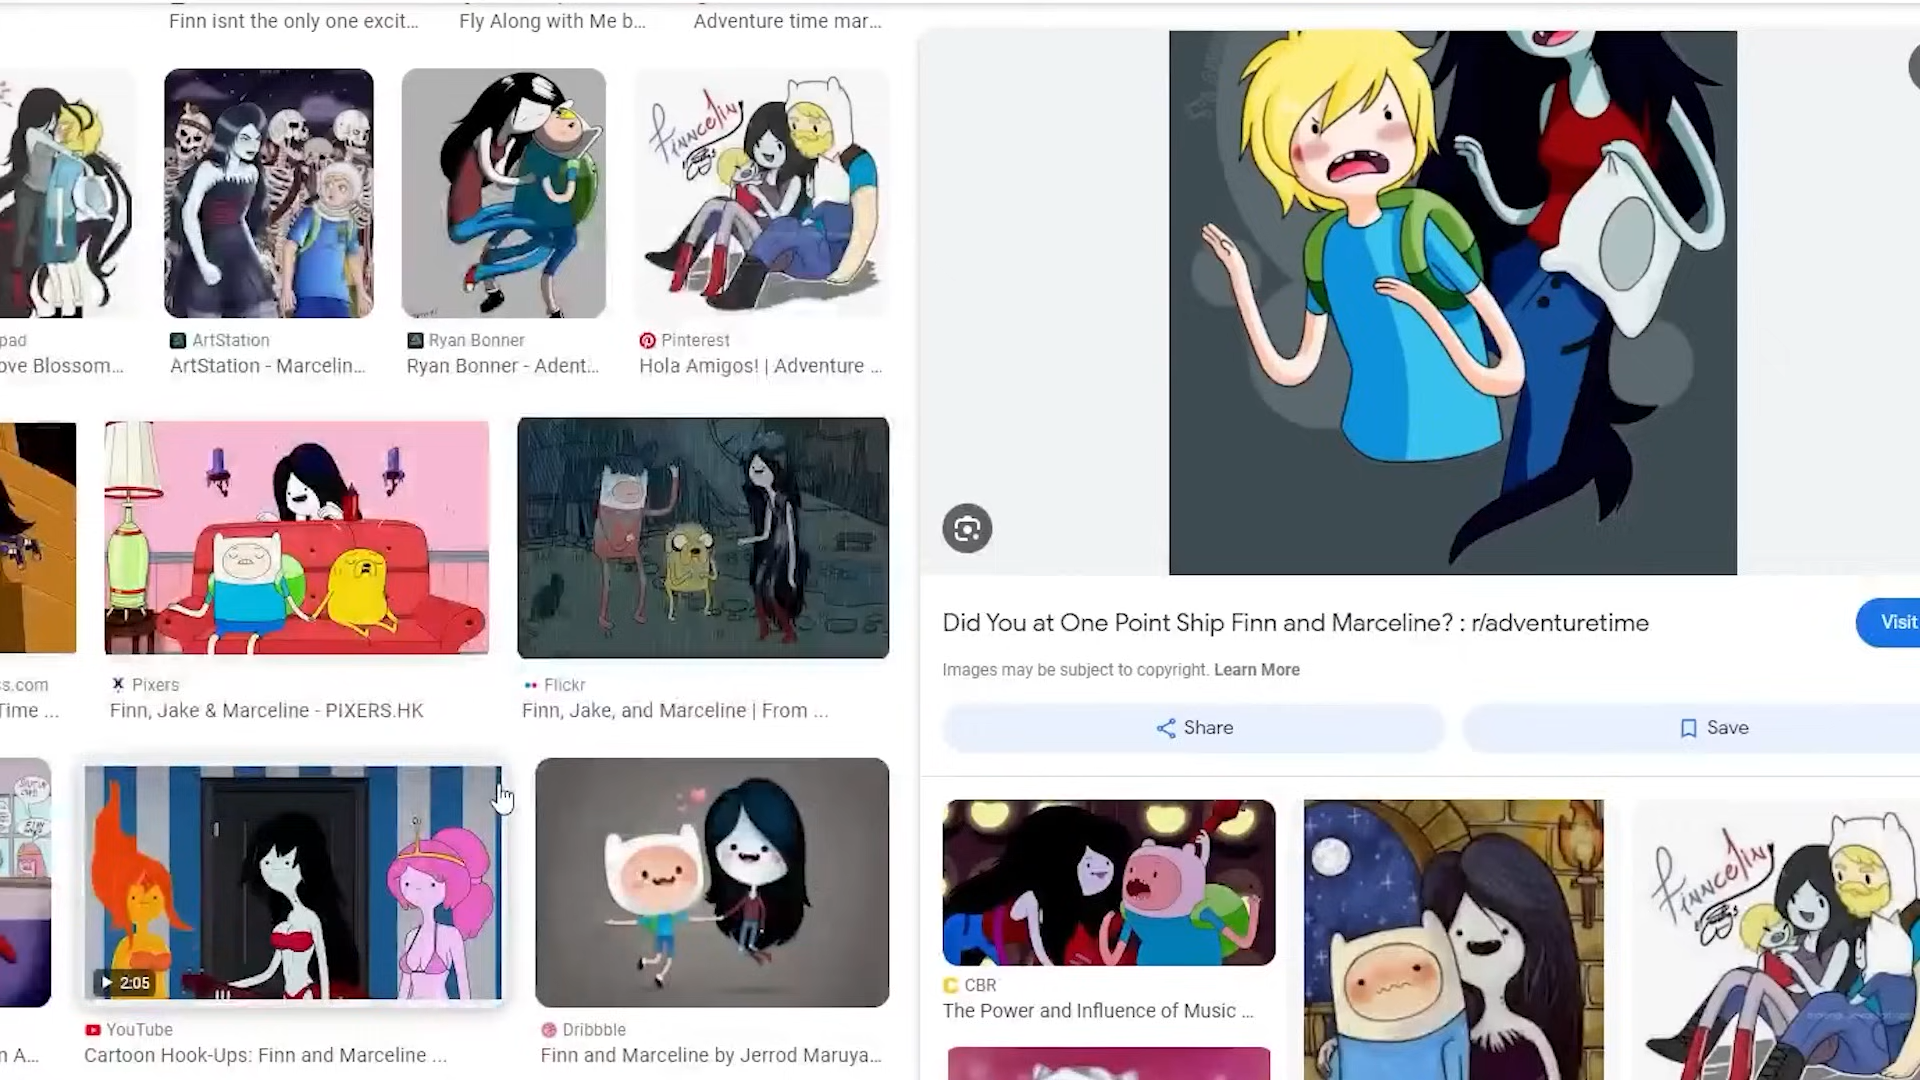 Finn isnt the only one excit...
Fly Along with Me b...
Adventure time mar...
Finncelin
pad
ove Blossom...
ArtStation
ArtStation - Marcelin...
Ryan Bonner
Ryan Bonner - Adent...
Pinterest
Hola Amigos! | Adventure ...
Did You at One Point Ship Finn and Marceline? : r/adventuretime
Visit
Images may be subject to copyright. Learn More
Share
Save
s.com
Time ...
Pixers
Finn, Jake & Marceline - PIXERS.HK
Flickr
Finn, Jake, and Marceline | From ...
2:05
n A...
YouTube
Cartoon Hook-Ups: Finn and Marceline ...
Dribbble
Finn and Marceline by Jerrod Maruya...
CBR
The Power and Influence of Music ...
Finncelin